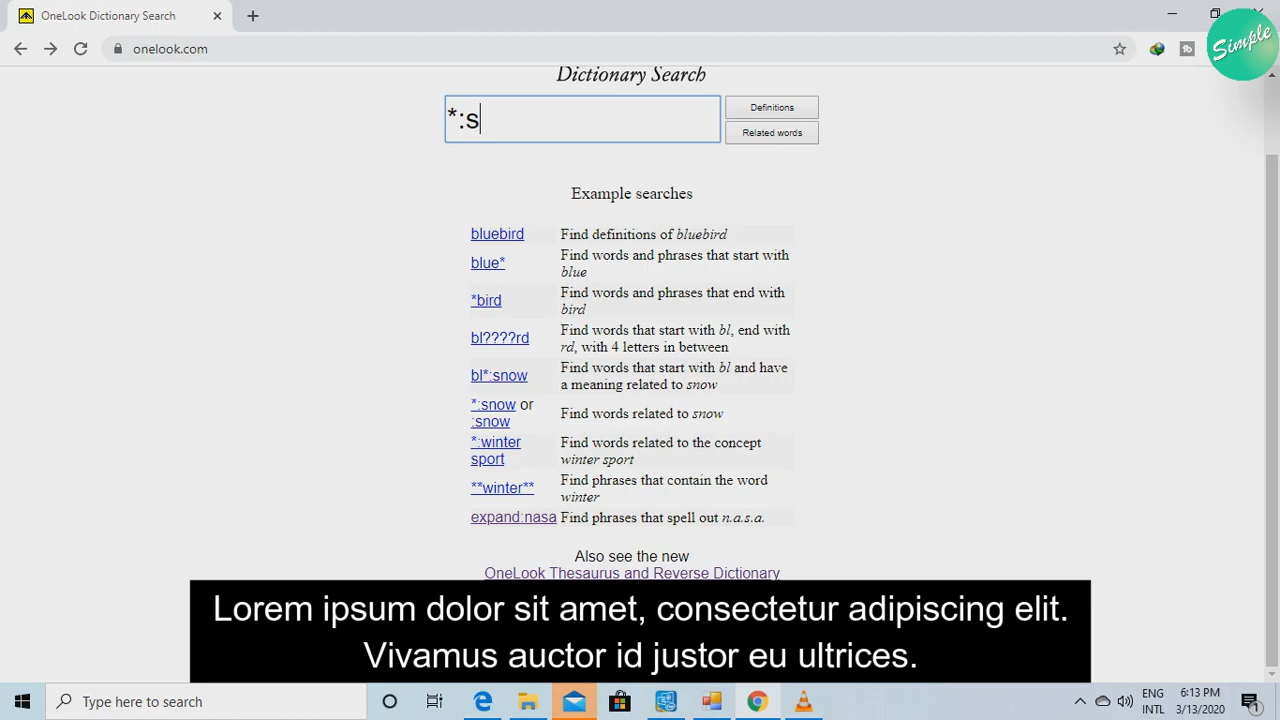 OneLook Dictionary Search
onelook.com
Simple
Dictionary Search
*:s
Definitions
Related words
Example searches
bluebird Find definitions of bluebird
blue* Find words and phrases that start with
blue
*bird Find words and phrases that end with
bird
bl????rd Find words that start with bl, end with
rd, with 4 letters in between
bl*:snow Find words that start with bl and have
a meaning related to snow
*:snow or
:snow Find words related to snow
*:winter
sport Find words related to the concept
winter sport
**winter** Find phrases that contain the word
winter
expand:nasa Find phrases that spell out n.a.s.a.
Also see the new
OneLook Thesaurus and Reverse Dictionary
Lorem ipsum dolor sit amet, consectetur adipiscing elit.
Vivamus auctor id justor eu ultrices.
Type here to search
ENG
INTL
6:13 PM
3/13/2020
1